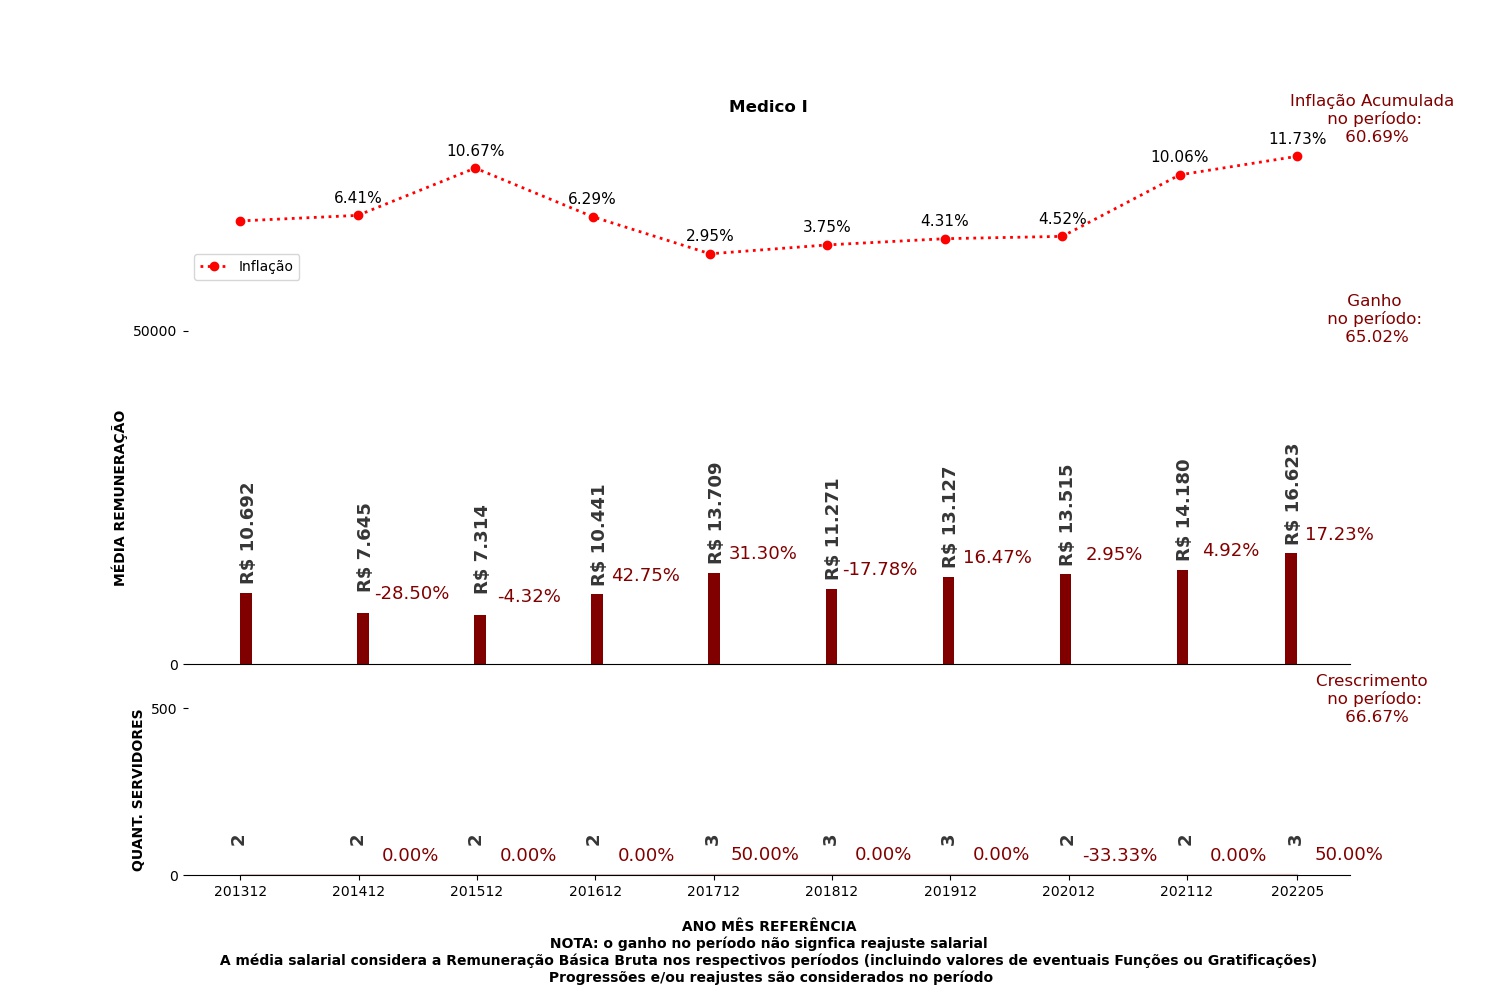 Medico I
Inflação Acumulada
no período:
60.69%
6.41%
10.67%
6.29%
2.95%
3.75%
4.31%
4.52%
10.06%
11.73%
Inflação
Ganho
no período:
65.02%
50000
0
MÉDIA REMUNERAÇÃO
R$ 10.692
R$ 7.645
R$ 7.314
R$ 10.441
R$ 13.709
R$ 11.271
R$ 13.127
R$ 13.515
R$ 14.180
R$ 16.623
-28.50%
-4.32%
42.75%
31.30%
-17.78%
16.47%
2.95%
4.92%
17.23%
Crescrimento
no período:
66.67%
500
0
QUANT. SERVIDORES
2
2
2
2
3
3
3
2
2
3
0.00%
0.00%
0.00%
50.00%
0.00%
0.00%
-33.33%
0.00%
50.00%
201312
201412
201512
201612
201712
201812
201912
202012
202112
202205
ANO MÊS REFERÊNCIA
NOTA: o ganho no período não signfica reajuste salarial
A média salarial considera a Remuneração Básica Bruta nos respectivos períodos (incluindo valores de eventuais Funções ou Gratificações)
Progressões e/ou reajustes são considerados no período